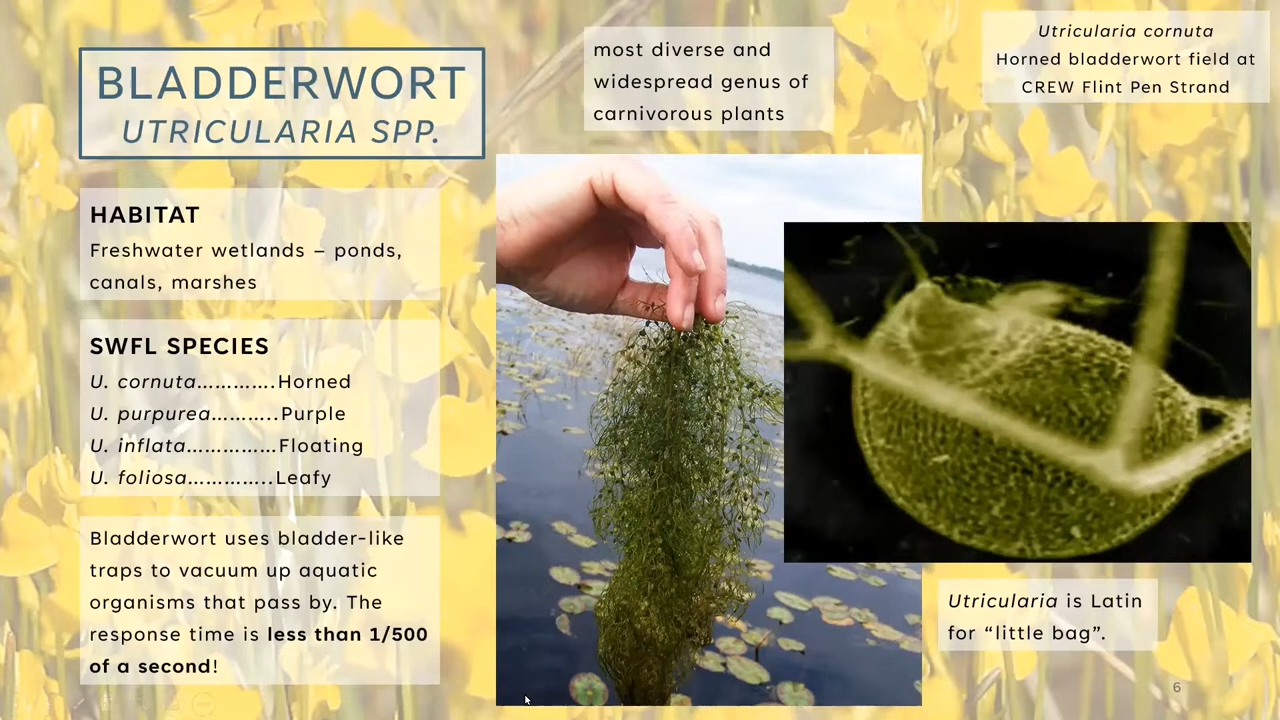 BLADDERWORT
UTRICULARIA SPP.
most diverse and
widespread genus of
carnivorous plants
Utricularia cornuta
Horned bladderwort field at
CREW Flint Pen Strand
HABITAT
Freshwater wetlands – ponds,
canals, marshes
SWFL SPECIES
U. cornuta.............Horned
U. purpurea...........Purple
U. inflata...............Floating
U. foliosa..............Leafy
Bladderwort uses bladder-like
traps to vacuum up aquatic
organisms that pass by. The
response time is less than 1/500
of a second!
Utricularia is Latin
for “little bag”.
6